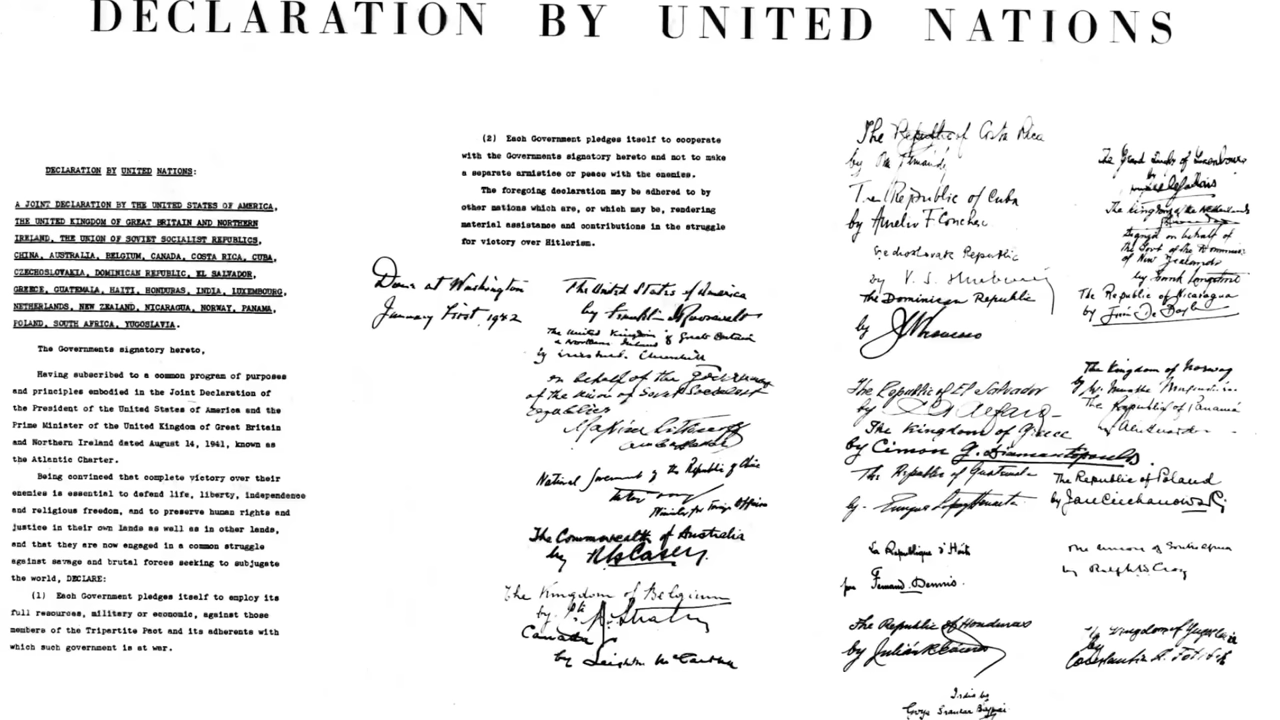 DECLARATION BY UNITED NATIONS
DECLARATION BY UNITED NATIONS:
A JOINT DECLARATION BY THE UNITED STATES OF AMERICA,
THE UNITED KINGDOM OF GREAT BRITAIN AND NORTHERN
IRELAND, THE UNION OF SOVIET SOCIALIST REPUBLICS,
CHINA, AUSTRALIA, BELGIUM, CANADA, COSTA RICA, CUBA,
CZECHOSLOVAKIA, DOMINICAN REPUBLIC, EL SALVADOR,
GREECE, GUATEMALA, HAITI, HONDURAS, INDIA, LUXEMBOURG,
NETHERLANDS, NEW ZEALAND, NICARAGUA, NORWAY, PANAMA,
POLAND, SOUTH AFRICA, YUGOSLAVIA.
The Governments signatory hereto,
Having subscribed to a common program of purposes
and principles embodied in the Joint Declaration of
the President of the United States of America and the
Prime Minister of the United Kingdom of Great Britain
and Northern Ireland dated August 14, 1941, known as
the Atlantic Charter.
Being convinced that complete victory over their
enemies is essential to defend life, liberty, independence
and religious freedom, and to preserve human rights and
justice in their own lands as well as in other lands,
and that they are now engaged in a common struggle
against savage and brutal forces seeking to subjugate
the world, DECLARE:
(1) Each Government pledges itself to employ its
full resources, military or economic, against those
members of the Tripartite Pact and its adherents with
which such government is at war.
(2) Each Government pledges itself to cooperate
with the Governments signatory hereto and not to make
a separate armistice or peace with the enemies.
The foregoing declaration may be adhered to by
other nations which are, or which may be, rendering
material assistance and contributions in the struggle
for victory over Hitlerism.
Done at Washington
January First, 1942
The United States of America
by Franklin D Roosevelt
The United Kingdom of Great Britain
& Northern Ireland
by Churchill
on behalf of the Government
of the Union of Soviet Socialist
Republics
Maxim Litvinoff
Ambassador
National Government of the Republic of China
Minister for Foreign Affairs
The Commonwealth of Australia
by R. G. Casey
The Kingdom of Belgium
by
Canada
by Leighton McCarthy
The Republic of Costa Rica
by
The Republic of Cuba
by Aurelio F. Concheso
Republic
by V. S. Hurban
The Dominican Republic
by
The Republic of El Salvador
by
The Kingdom of Greece
by Cimon G. Diamantopoulos
The Republic of Guatemala
by
La Republique d'Haiti
par Fernand Dennis.
The Republic of Honduras
by Julián R Cáceres
India by
Girja Shankar Bajpai
The Grand Duchy of Luxembourg
by
The Kingdom of the Netherlands
Signed on behalf of
the Govt of the Dominion
of New Zealand
by Frank Langstone
The Republic of Nicaragua
by
The Kingdom of Norway
by W. Munthe Morgenstierne
The Republic of Panamá
by
The Republic of Poland
by Jan Ciechanowski
The Union of South Africa
by Ralph W Close
The Kingdom of Yugoslavia
by
Constantin A. Fotitch